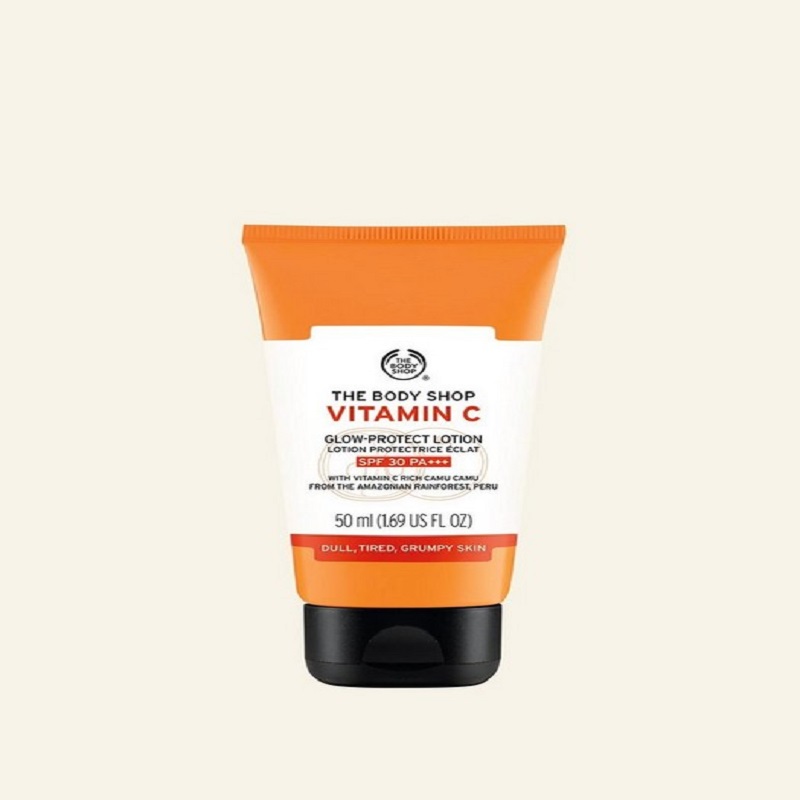 THE
BODY
SHOP
®
THE BODY SHOP
VITAMIN C
GLOW-PROTECT LOTION
LOTION PROTECTRICE ÉCLAT
SPF 30 PA+++
WITH VITAMIN C RICH CAMU CAMU
FROM THE AMAZONIAN RAINFOREST, PERU
50 ml (1.69 US FL OZ)
DULL, TIRED, GRUMPY SKIN